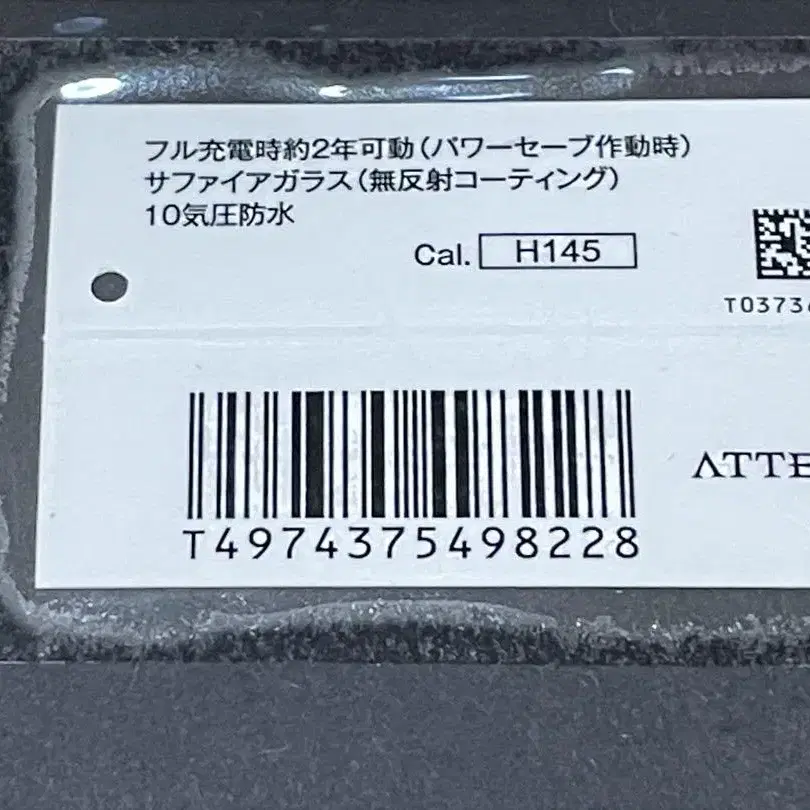 フル充電時約2年可動(パワーセーブ作動時)
サファイアガラス(無反射コーティング)
10気圧防水
Cal. H145
T0373
ATTE
T4974375498228